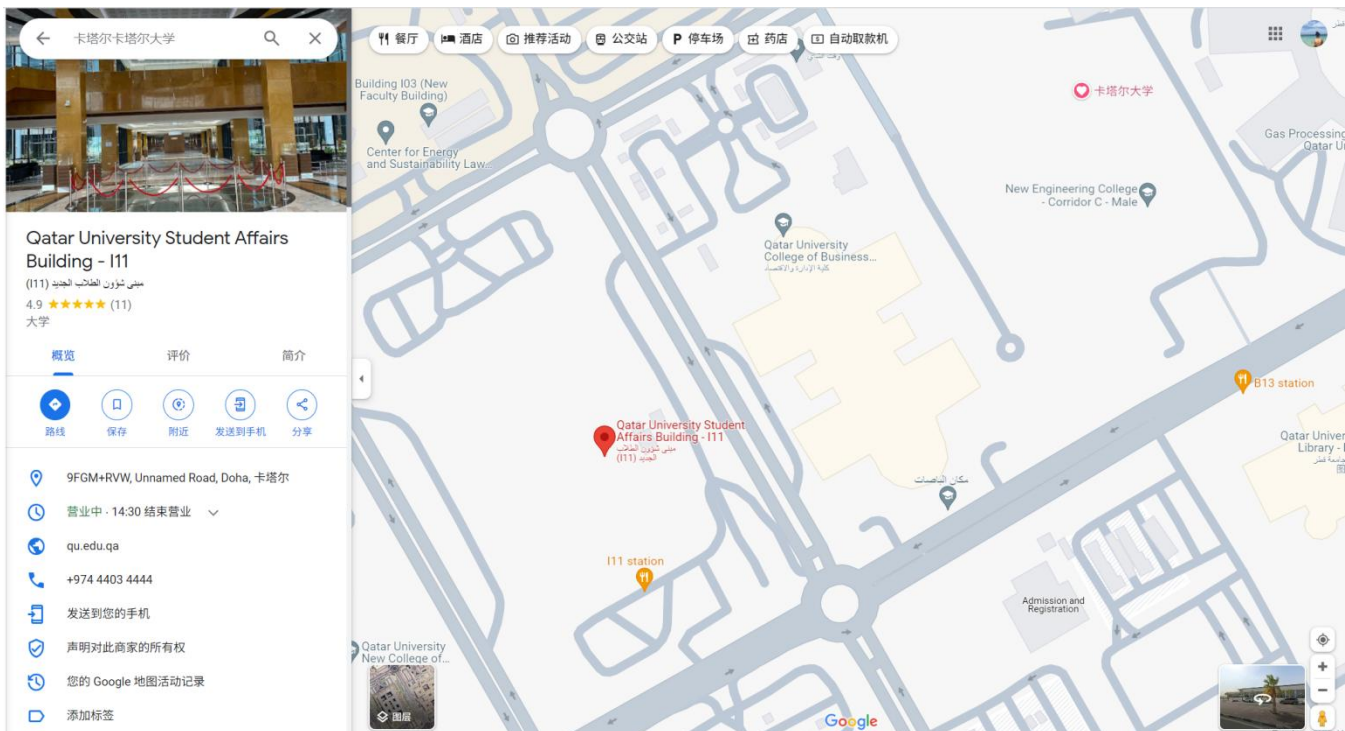 卡塔尔卡塔尔大学
Qatar University Student Affairs
Building - I11
مبنى شؤون الطلاب الجديد (I11)
4.9 ★★★★★ (11)
大学
概览
评价
简介
路线
保存
附近
发送到手机
分享
9FGM+RVW, Unnamed Road, Doha, 卡塔尔
营业中 · 14:30 结束营业
qu.edu.qa
+974 4403 4444
发送到您的手机
声明对此商家的所有权
您的 Google 地图活动记录
添加标签
餐厅
酒店
推荐活动
公交站
P 停车场
药店
自动取款机
Building I03 (New
Faculty Building)
Center for Energy
and Sustainability Law...
卡塔尔大学
Gas Processing
Qatar U
New Engineering College
- Corridor C - Male
Qatar University
College of Business...
كلية الإدارة والاقتصاد
B13 station
Qatar University Student
Affairs Building - I11
مبنى شؤون الطلاب
الجديد (I11)
Qatar Univer
Library -
جامعة قطر
مكان الباصات
I11 station
Admission and
Registration
Qatar University
New College of...
图层
Google